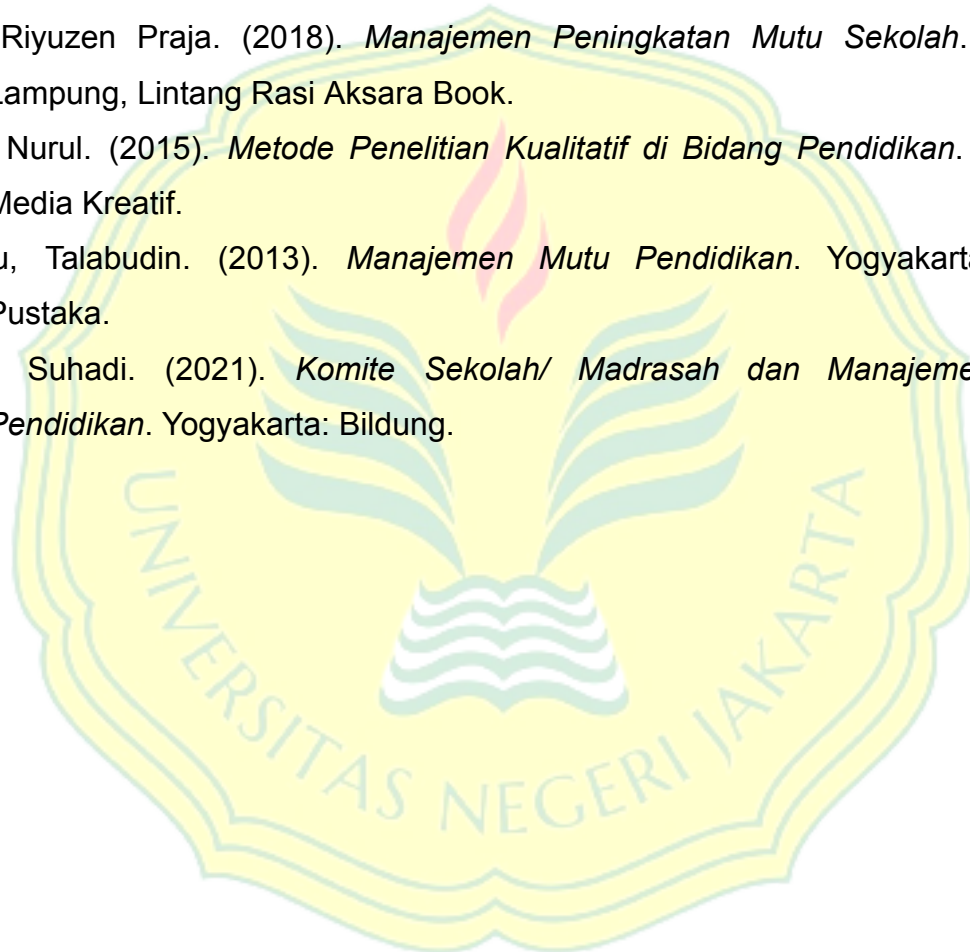 Riyuzen Praja. (2018). Manajemen Peningkatan Mutu Sekolah.
Lampung, Lintang Rasi Aksara Book.
Nurul. (2015). Metode Penelitian Kualitatif di Bidang Pendidikan.
Media Kreatif.
u, Talabudin. (2013). Manajemen Mutu Pendidikan. Yogyakarta
Pustaka.
Suhadi. (2021). Komite Sekolah/ Madrasah dan Manajeme
Pendidikan. Yogyakarta: Bildung.
UNIVERSITAS NEGERI JAKARTA